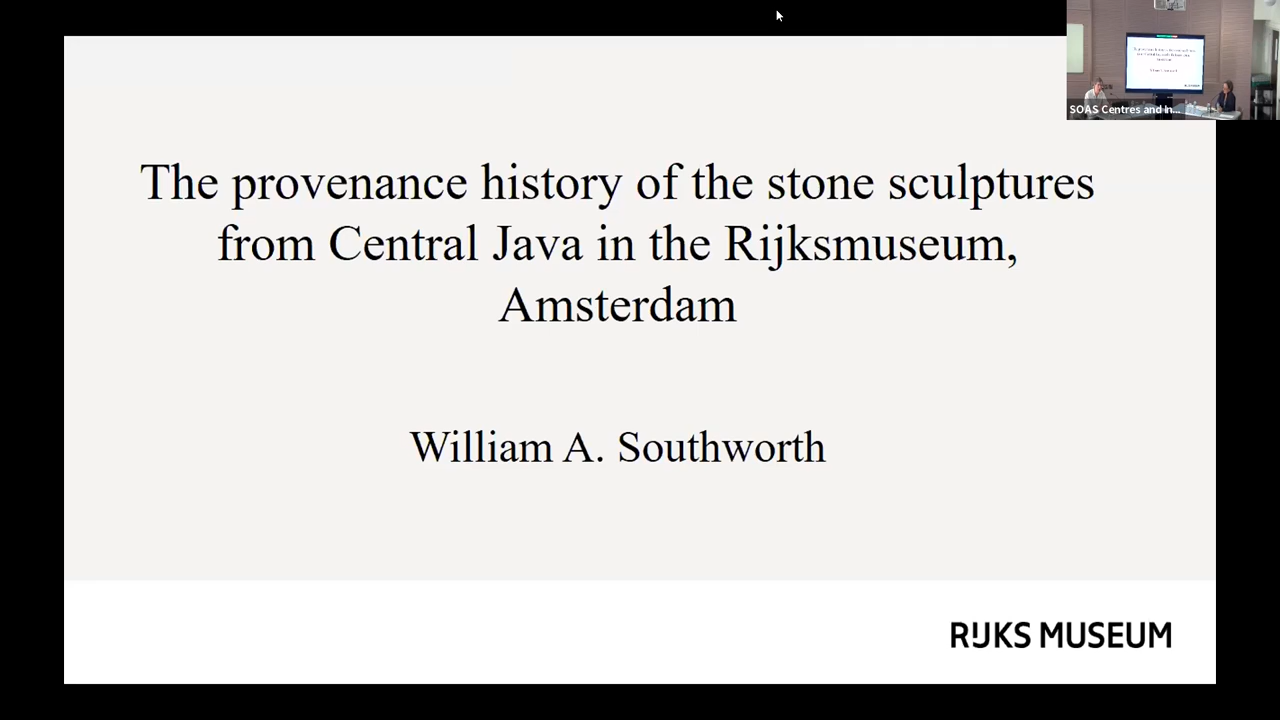 The provenance history of the stone sculptures
from Central Java in the Rijksmuseum,
Amsterdam
William A. Southworth
RIJKS MUSEUM
SOAS Centres and In...